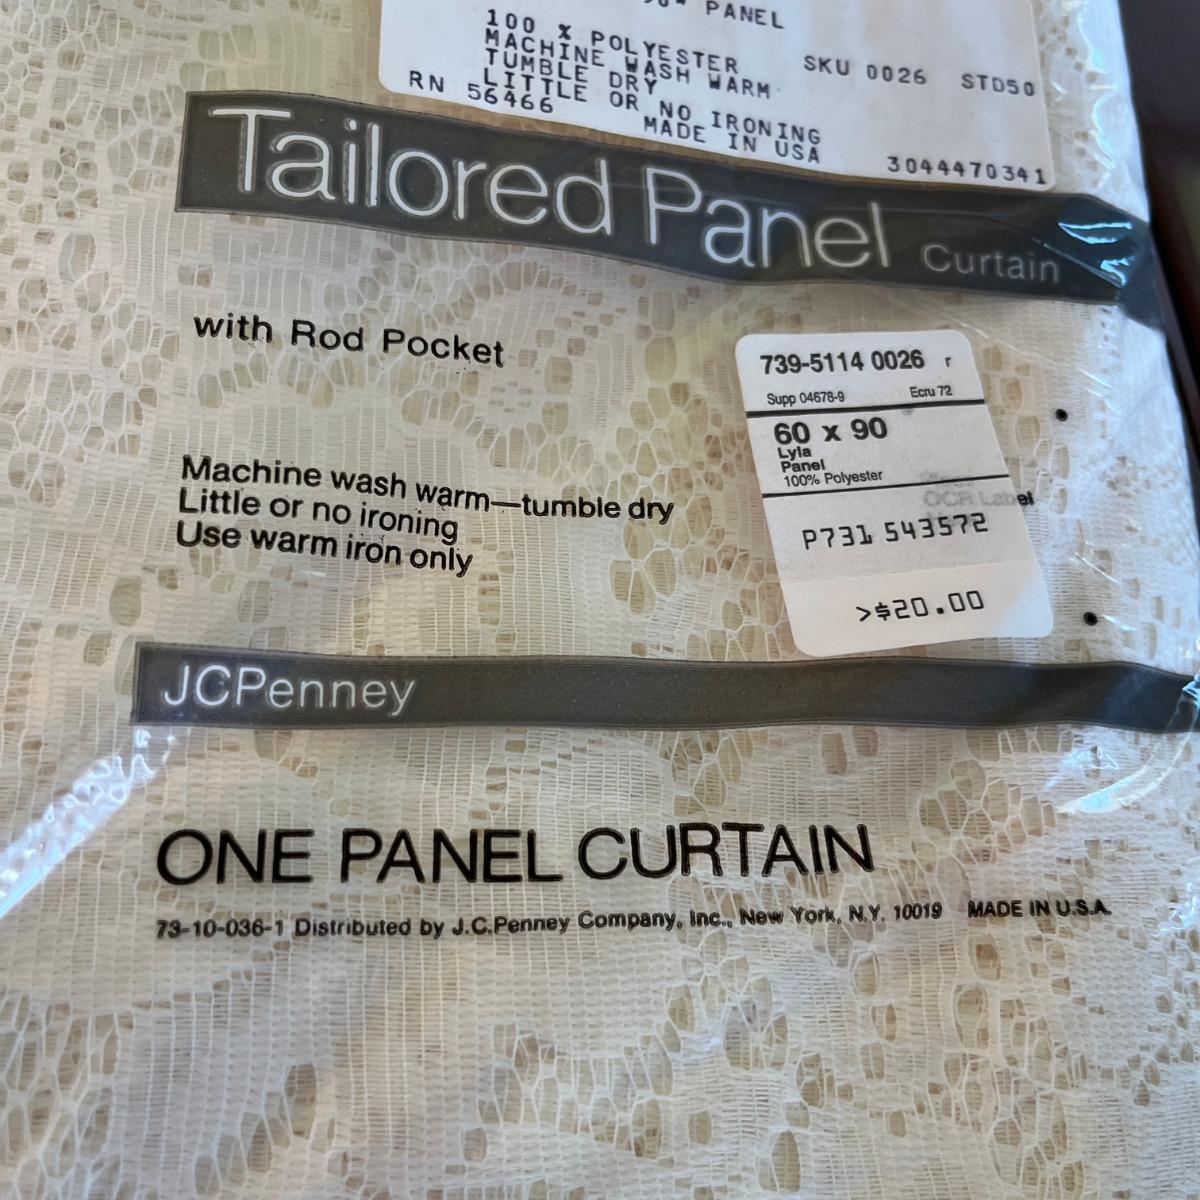 PANEL
100 % POLYESTER
MACHINE WASH WARM
TUMBLE DRY
LITTLE OR NO IRONING
RN 56466 MADE IN USA
SKU 0026 STD50
3044470341
Tailored Panel Curtain
with Rod Pocket
739-5114 0026 r
Supp 04678-9 Ecru 72
60 x 90
Lyla
Panel
100% Polyester
OCR Label
P731 543572
>$20.00
Machine wash warm—tumble dry
Little or no ironing
Use warm iron only
JCPenney
ONE PANEL CURTAIN
73-10-036-1 Distributed by J.C.Penney Company, Inc., New York, N.Y. 10019 MADE IN U.S.A.